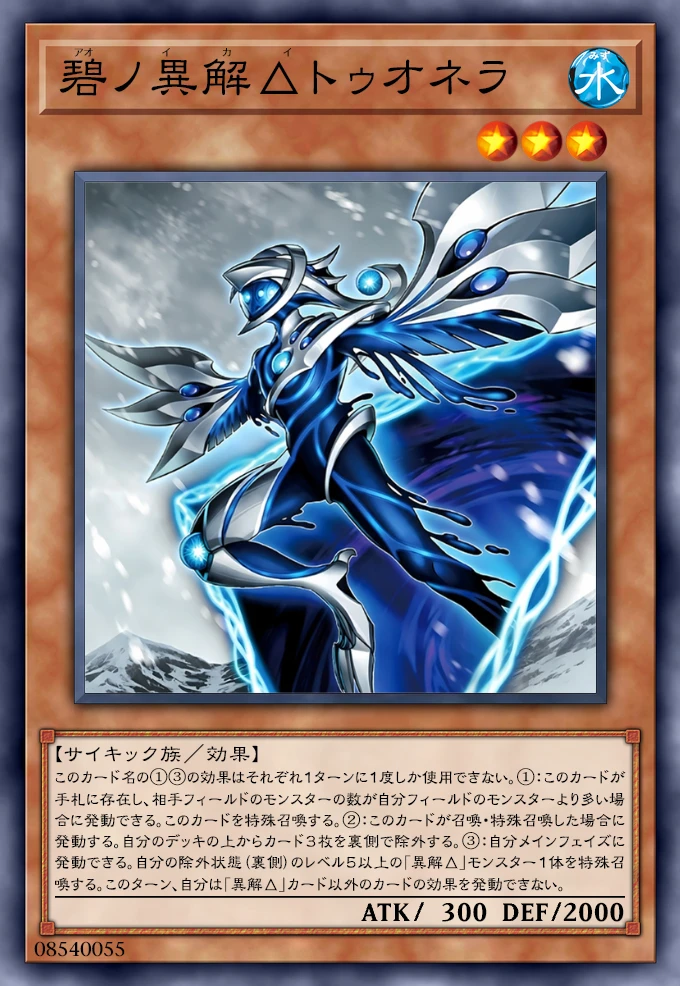 アオ イカイ
碧ノ異解△トゥオネラ
みず
水
【サイキック族／効果】
このカード名の①③の効果はそれぞれ1ターンに1度しか使用できない。①：このカードが
手札に存在し、相手フィールドのモンスターの数が自分フィールドのモンスターより多い場
合に発動できる。このカードを特殊召喚する。②：このカードが召喚・特殊召喚した場合に
発動する。自分のデッキの上からカード３枚を裏側で除外する。③：自分メインフェイズに
発動できる。自分の除外状態（裏側）のレベル５以上の「異解△」モンスター１体を特殊召
喚する。このターン、自分は「異解△」カード以外のカードの効果を発動できない。
ATK/ 300 DEF/2000
08540055